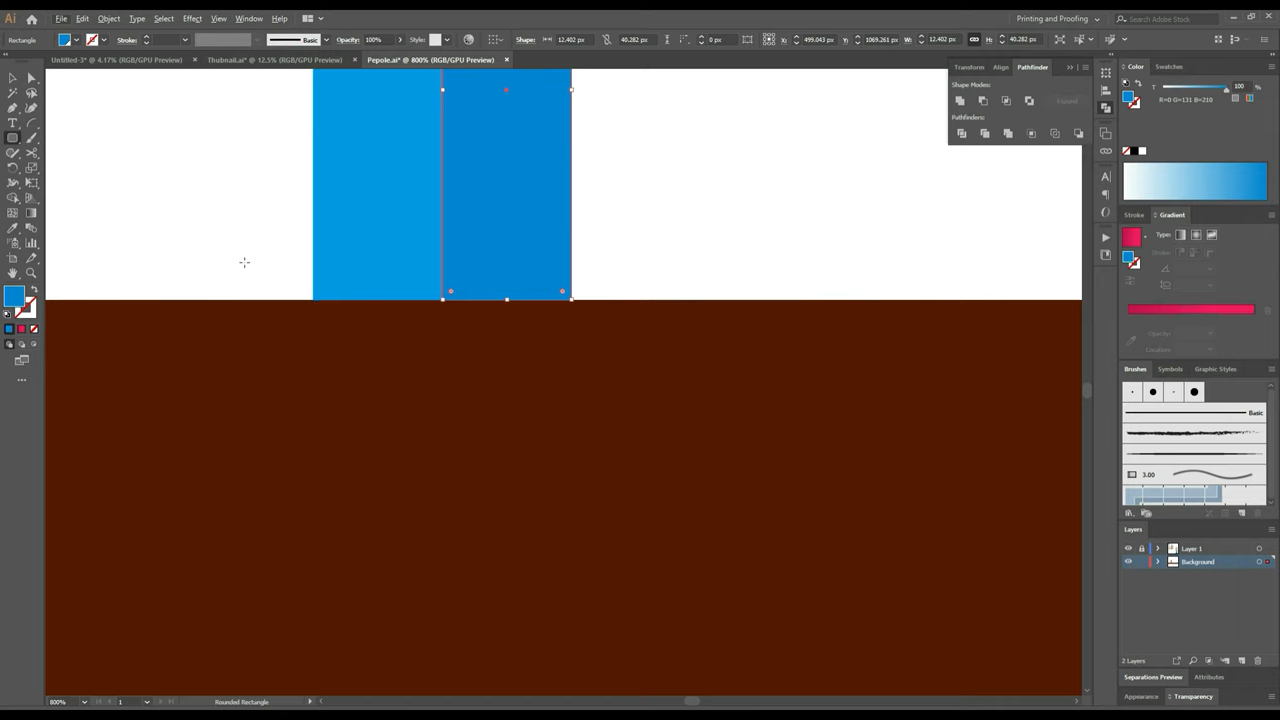 Ai File Edit Object Type Select Effect View Window Help Printing and Proofing Search Adobe Stock
Rectangle Stroke: Basic Opacity: 100% Style: Shape: 12.402 px 40.282 px 0 px X: 499.043 px Y: 1069.261 px W: 12.402 px H: 40.282 px
Untitled-3* @ 4.17% (RGB/GPU Preview) × Thubnail.ai* @ 12.5% (RGB/GPU Preview) × Pepole.ai* @ 800% (RGB/GPU Preview) ×
Transform Align Pathfinder
Shape Modes:
Expand
Pathfinders:
Color Swatches
T 100 %
R=0 G=131 B=210
Stroke Gradient
Type:
Stroke:
Opacity:
Location:
Brushes Symbols Graphic Styles
Basic
3.00
Layers
Layer 1
Background
2 Layers
Separations Preview Attributes
Appearance Transparency
800% 1 Rounded Rectangle